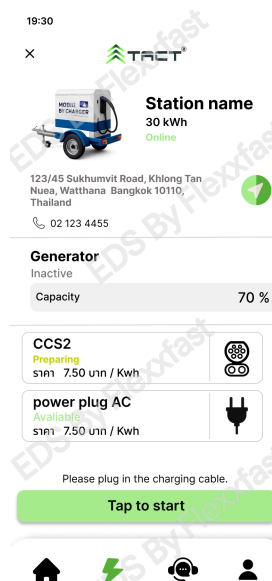 19:30
TACT
MOBILE
BY CHARGER
Station name
30 kWh
Online
123/45 Sukhumvit Road, Khlong Tan
Nuea, Watthana Bangkok 10110,
Thailand
02 123 4455
Generator
Inactive
Capacity 70 %
CCS2
Preparing
ราคา 7.50 บาท / Kwh
power plug AC
Avaliable
ราคา 7.50 บาท / Kwh
Please plug in the charging cable.
Tap to start
EDS By Flexxfast